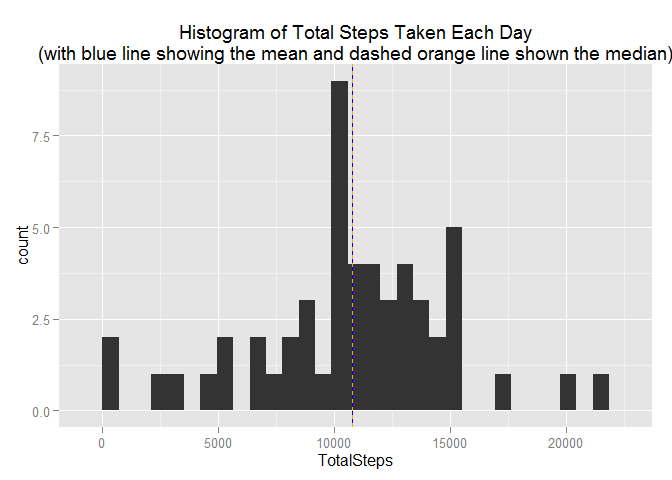 Histogram of Total Steps Taken Each Day
(with blue line showing the mean and dashed orange line shown the median)
7.5
5.0
2.5
0.0
count
0 5000 10000 15000 20000
TotalSteps